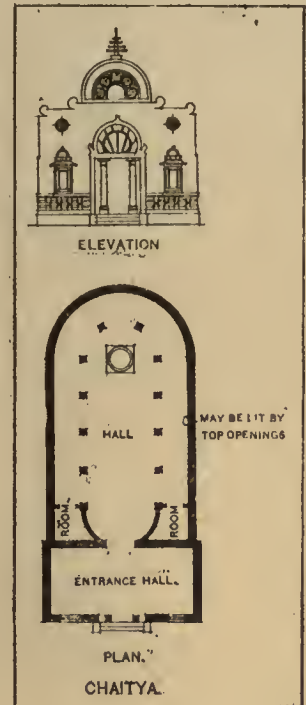 ELEVATION
MAY BE LIT BY
TOP OPENINGS
HALL
ROOM.
ROOM
ENTRANCE HALL.
PLAN.
CHAITYA.